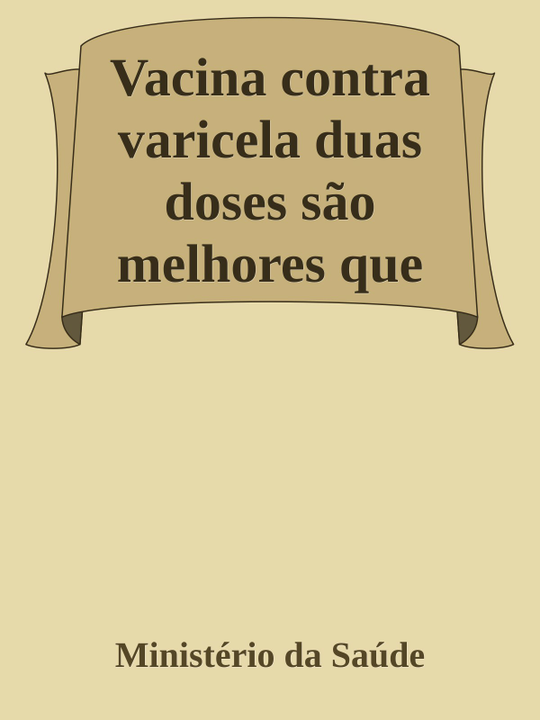 Vacina contra
varicela duas
doses são
melhores que
Ministério da Saúde